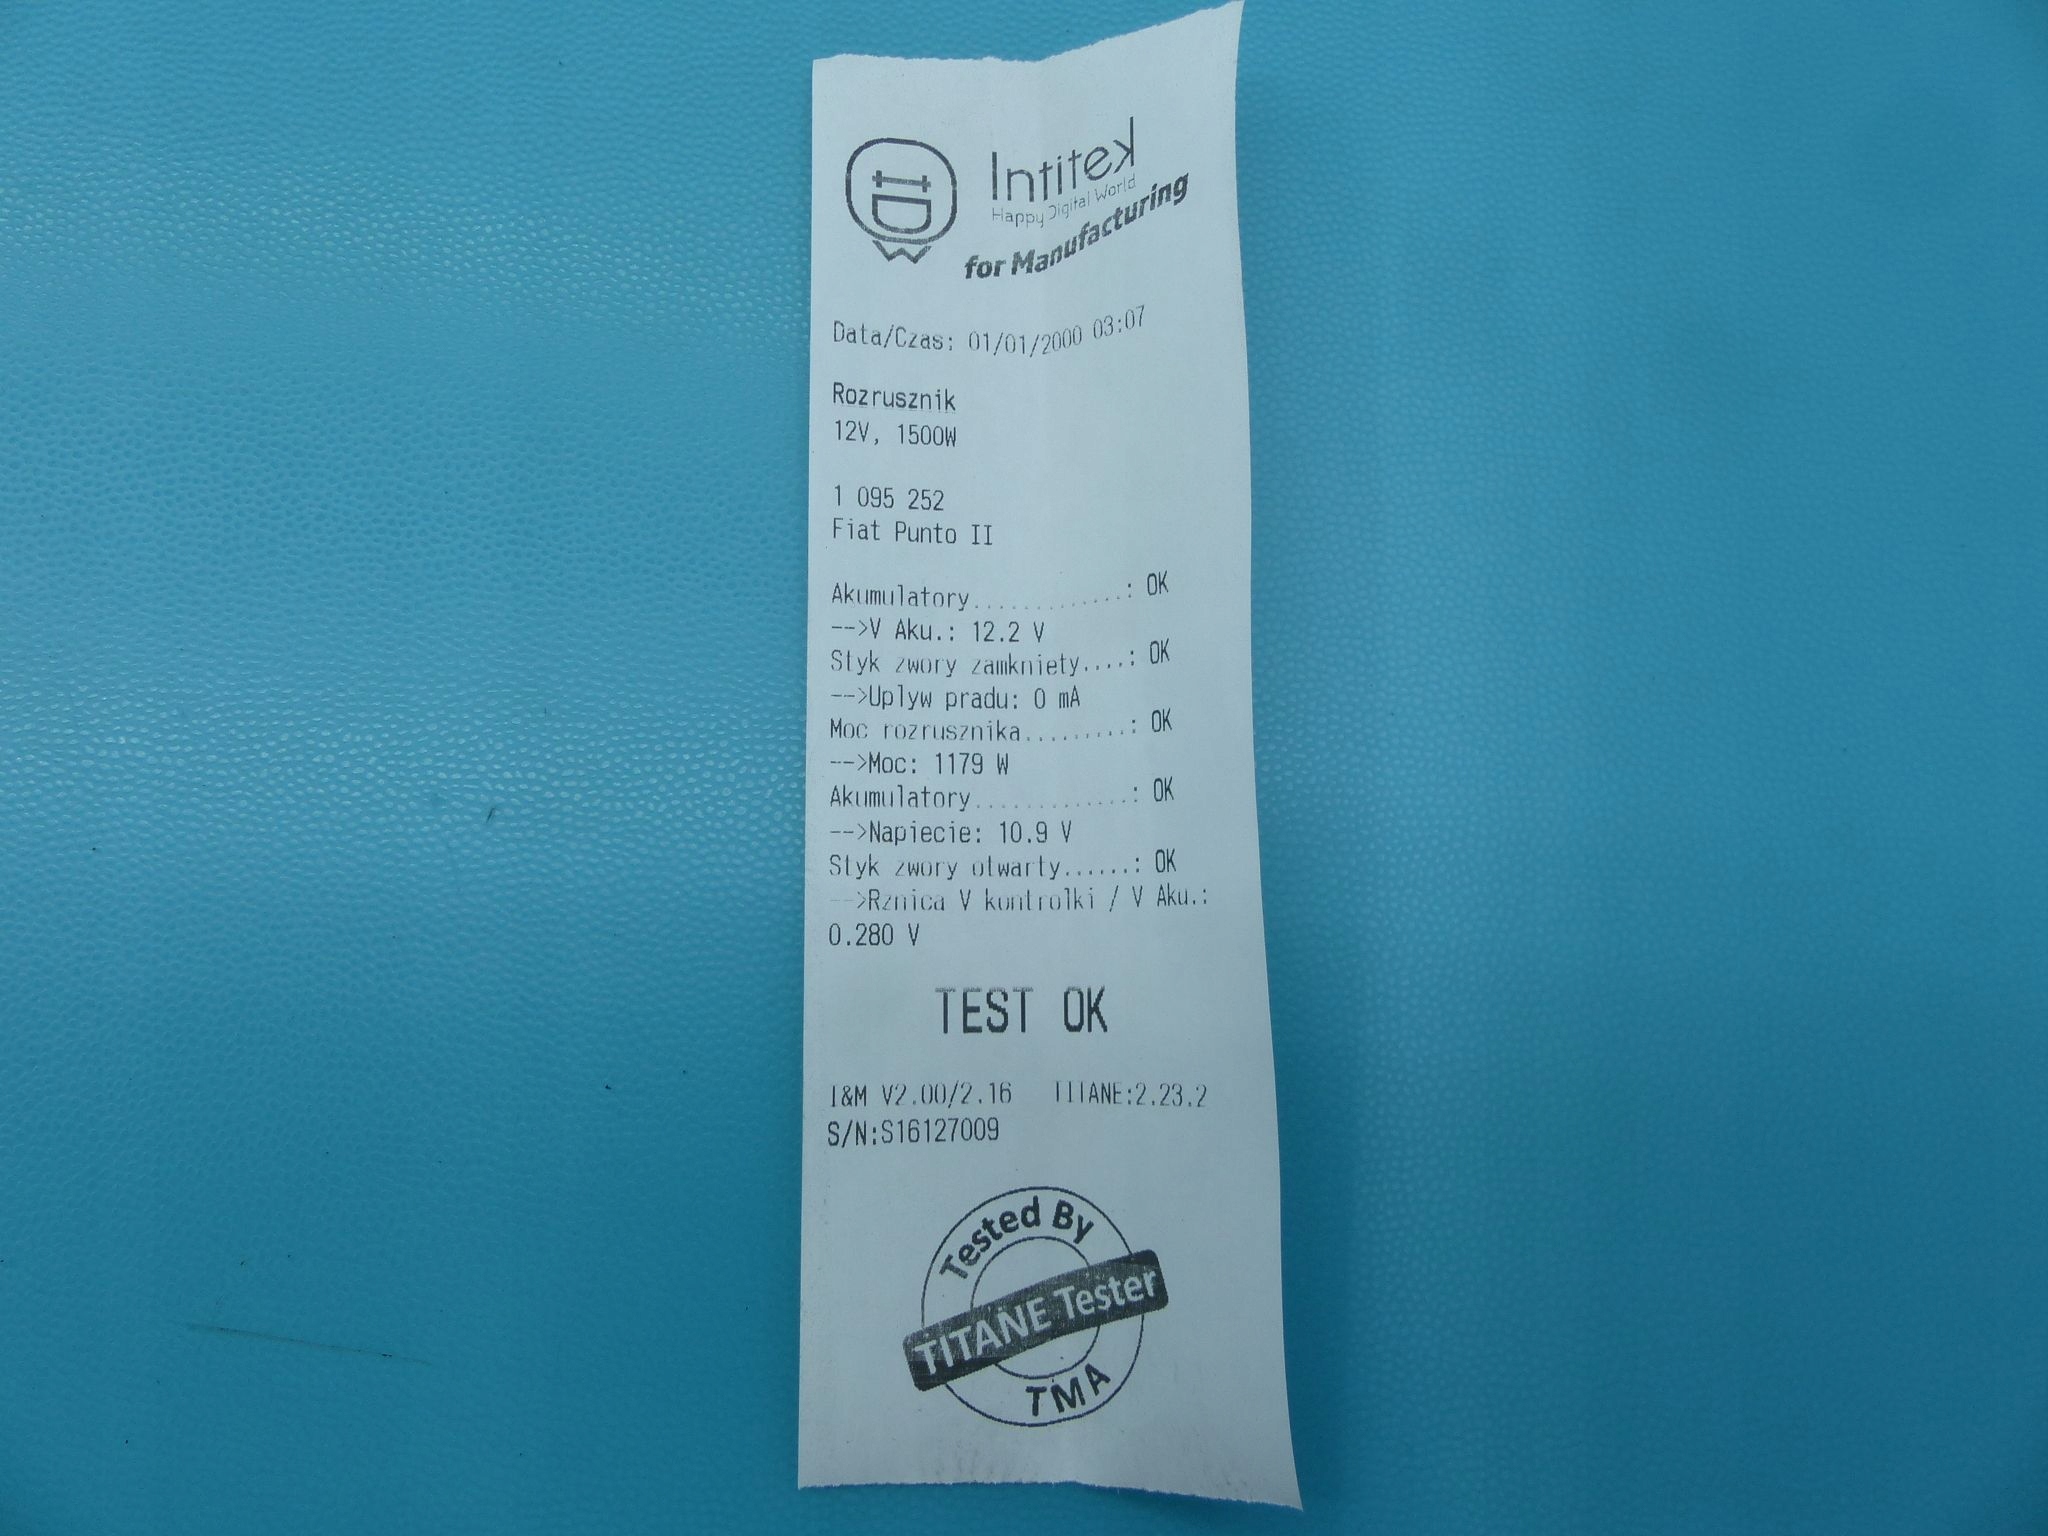 Intitek
Happy Digital World
for Manufacturing
Data/Czas: 01/01/2000 03:07
Rozrusznik
12V, 1500W
1 095 252
Fiat Punto II
Akumulatory.............: OK
-->V Aku.: 12.2 V
Styk zwory zamkniety....: OK
-->Uplyw pradu: 0 mA
Moc rozrusznika.........: OK
-->Moc: 1179 W
Akumulatory.............: OK
-->Napiecie: 10.9 V
Styk zwory otwarty......: OK
-->Rznica V kontrolki / V Aku.:
0.280 V
TEST OK
I&M V2.00/2.16 TITANE:2.23.2
S/N:S16127009
Tested By
TITANE Tester
TMA